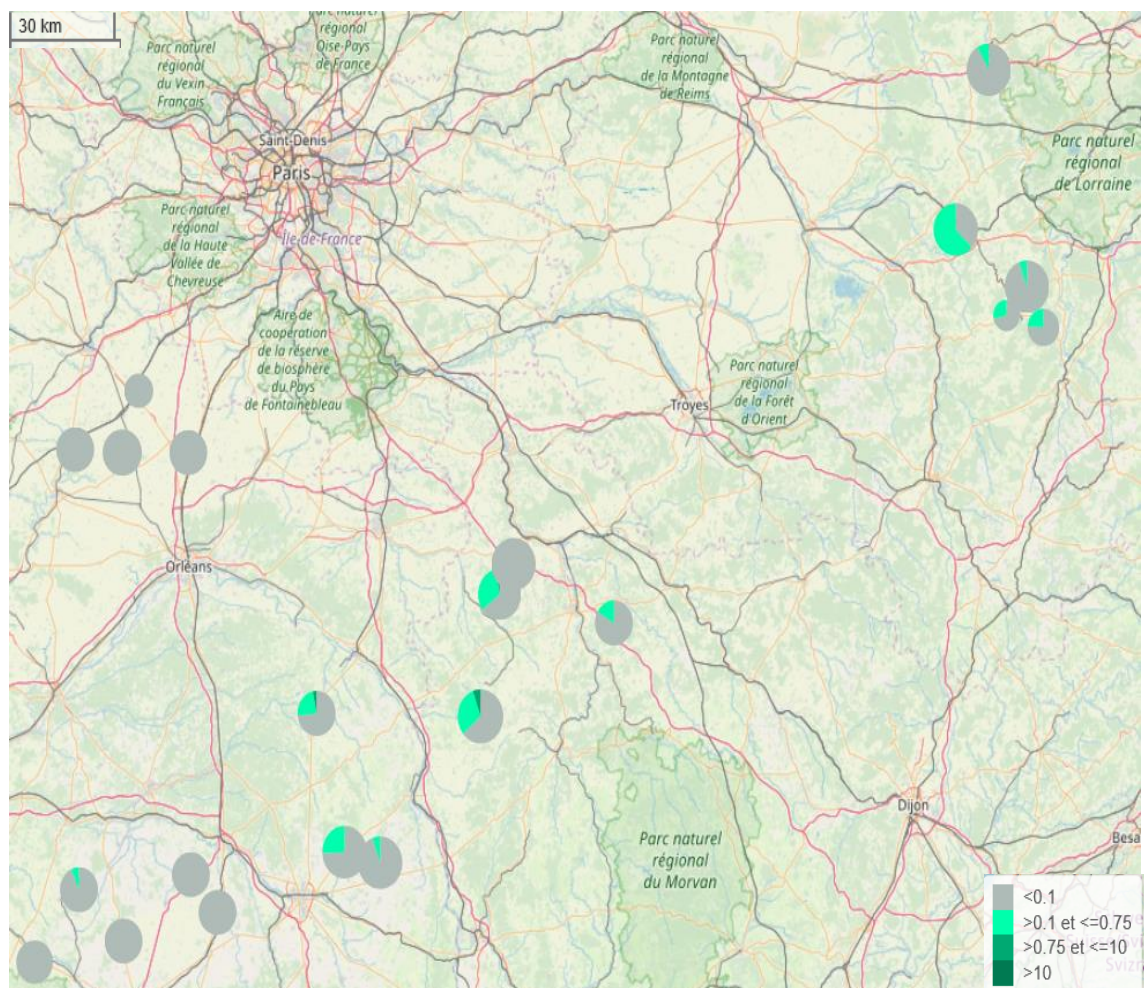 30 km
Parc naturel
régional
du Vexin
Français
régional
Oise-Pays
de France
Parc naturel
régional
de la Montagne
de Reims
Saint-Denis
Paris
Parc naturel
régional
de Lorraine
Parc naturel
régional
de la Haute
Vallée de
Chevreuse
Île-de-France
Aire de
coopération
de la réserve
de biosphère
du Pays
de Fontainebleau
Parc naturel
régional
de la Forêt
d'Orient
Troyes
Orléans
Parc naturel
régional
du Morvan
Dijon
Besa
<0.1
>0.1 et <=0.75
>0.75 et <=10
>10
Svizz